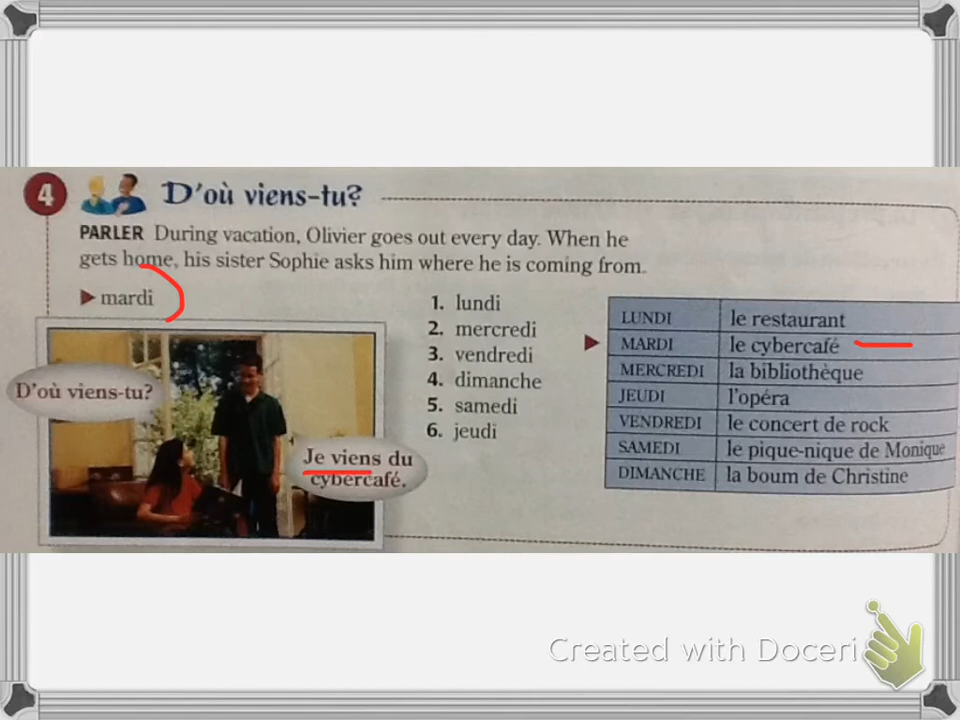 4 D'où viens-tu?
PARLER During vacation, Olivier goes out every day. When he
gets home, his sister Sophie asks him where he is coming from.
mardi
D'où viens-tu?
Je viens du
cybercafé.
1. lundi
2. mercredi
3. vendredi
4. dimanche
5. samedi
6. jeudi
LUNDI le restaurant
MARDI le cybercafé
MERCREDI la bibliothèque
JEUDI l'opéra
VENDREDI le concert de rock
SAMEDI le pique-nique de Monique
DIMANCHE la boum de Christine
Created with Doceri